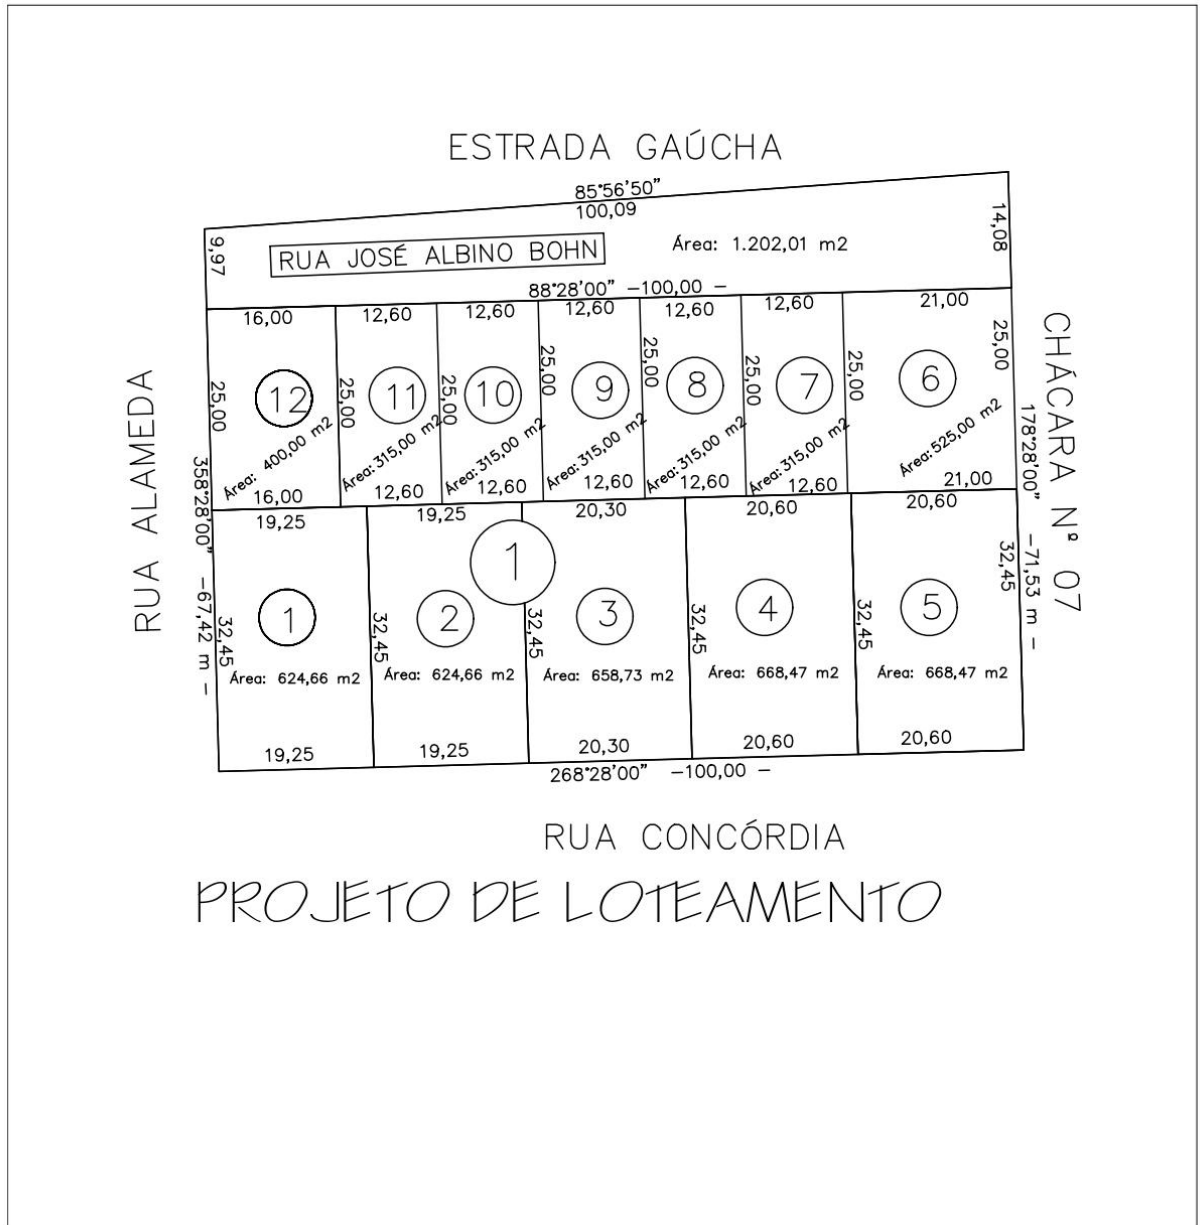 ESTRADA GAÚCHA
85°56'50"
100,09
9,97
RUA JOSÉ ALBINO BOHN
Área: 1.202,01 m2
14,08
88°28'00" -100,00 -
16,00
12,60
12,60
12,60
12,60
12,60
21,00
25,00
12
25,00
11
25,00
10
25,00
9
25,00
8
25,00
7
25,00
6
25,00
Área: 400,00 m2
Área: 315,00 m2
Área: 315,00 m2
Área: 315,00 m2
Área: 315,00 m2
Área: 315,00 m2
Área: 525,00 m2
16,00
12,60
12,60
12,60
12,60
12,60
21,00
RUA ALAMEDA
358°28'00" -67,42 m -
CHÁCARA Nº 07
178°28'00" -71,53 m -
19,25
19,25
20,30
20,60
20,60
1
32,45
1
32,45
2
32,45
3
32,45
4
32,45
5
32,45
Área: 624,66 m2
Área: 624,66 m2
Área: 658,73 m2
Área: 668,47 m2
Área: 668,47 m2
19,25
19,25
20,30
20,60
20,60
268°28'00" -100,00 -
RUA CONCÓRDIA
PROJETO DE LOTEAMENTO